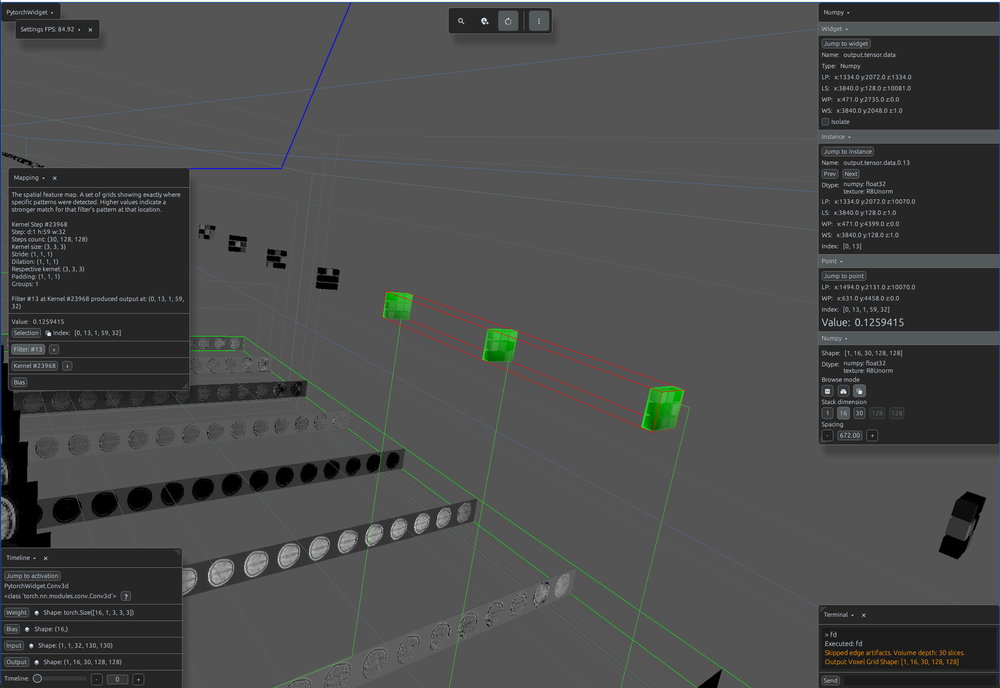 PytorchWidget
Settings FPS: 84.92
Mapping
The spatial feature map. A set of grids showing exactly where
specific patterns were detected. Higher values indicate a
stronger match for that filter's pattern at that location.
Kernel Step #23968
Step: d:1 h:59 w:32
Steps count: (30, 128, 128)
Kernel size: (3, 3, 3)
Stride: (1, 1, 1)
Dilation: (1, 1, 1)
Respective kernel: (3, 3, 3)
Padding: (1, 1, 1)
Groups: 1
Filter #13 at Kernel #23968 produced output at: (0, 13, 1, 59,
32)
Value: 0.1259415
Selection Index: [0, 13, 1, 59, 32]
Filter: #13
Kernel #23968
Bias
Timeline
Jump to activation
PytorchWidget.Conv3d
<class 'torch.nn.modules.conv.Conv3d'> ?
Weight Shape: torch.Size([16, 1, 3, 3, 3])
Bias Shape: (16,)
Input Shape: (1, 1, 32, 130, 130)
Output Shape: (1, 16, 30, 128, 128)
Timeline: - 0 +
Numpy
Widget
Jump to widget
Name: output.tensor.data
Type: Numpy
LP: x:1334.0 y:2072.0 z:1334.0
LS: x:3840.0 y:128.0 z:10081.0
WP: x:471.0 y:2735.0 z:0.0
WS: x:3840.0 y:2048.0 z:1.0
Isolate
Instance
Jump to instance
Name: output.tensor.data.0.13
Prev Next
Dtype: numpy: float32
texture: R8Unorm
LP: x:1334.0 y:2072.0 z:10070.0
LS: x:3840.0 y:128.0 z:1.0
WP: x:471.0 y:4399.0 z:0.0
WS: x:3840.0 y:128.0 z:1.0
Index: [0, 13]
Point
Jump to point
LP: x:1494.0 y:2131.0 z:10070.0
WP: x:631.0 y:4458.0 z:0.0
Index: [0, 13, 1, 59, 32]
Value: 0.1259415
Numpy
Shape: [1, 16, 30, 128, 128]
Dtype: numpy: float32
texture: R8Unorm
Browse mode
Stack dimension
1 16 30 128 128
Spacing
- 672.00 +
Terminal
> fd
Executed: fd
Skipped edge artifacts. Volume depth: 30 slices.
Output Voxel Grid Shape: [1, 16, 30, 128, 128]
Send